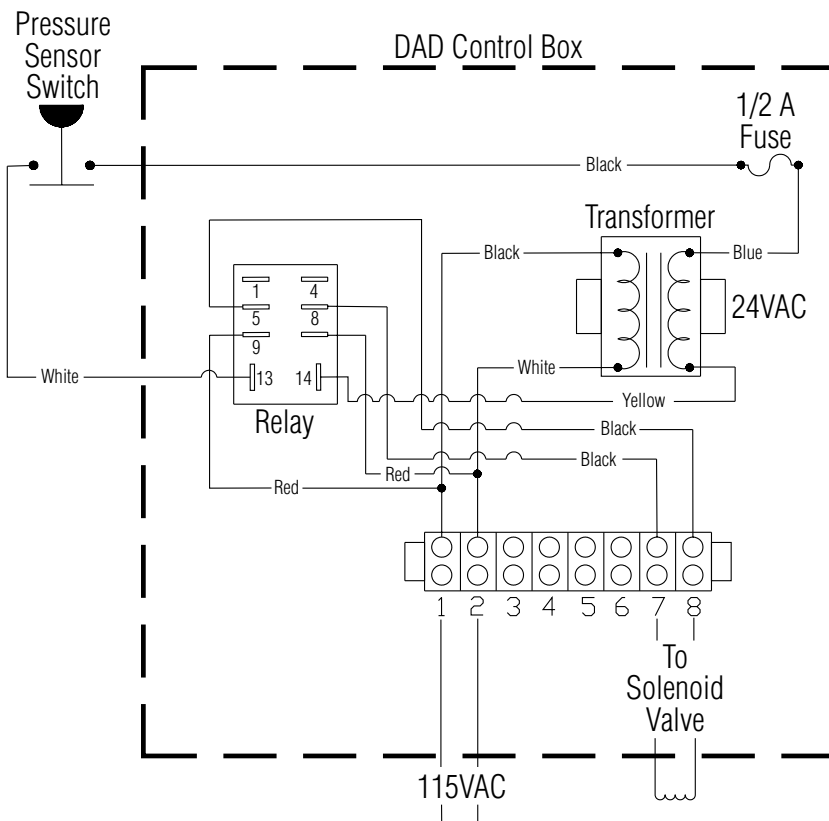 Pressure
Sensor
Switch
DAD Control Box
1/2 A
Fuse
Black
Transformer
Black
Blue
24VAC
1
4
5
8
9
White
White
13
14
Yellow
Relay
Black
Black
Red
Red
1 2 3 4 5 6 7 8
To
Solenoid
Valve
115VAC